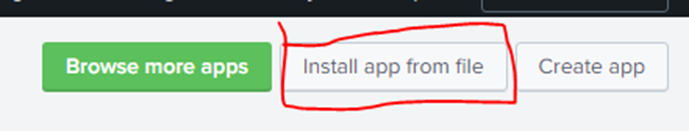 Browse more apps
Install app from file
Create app